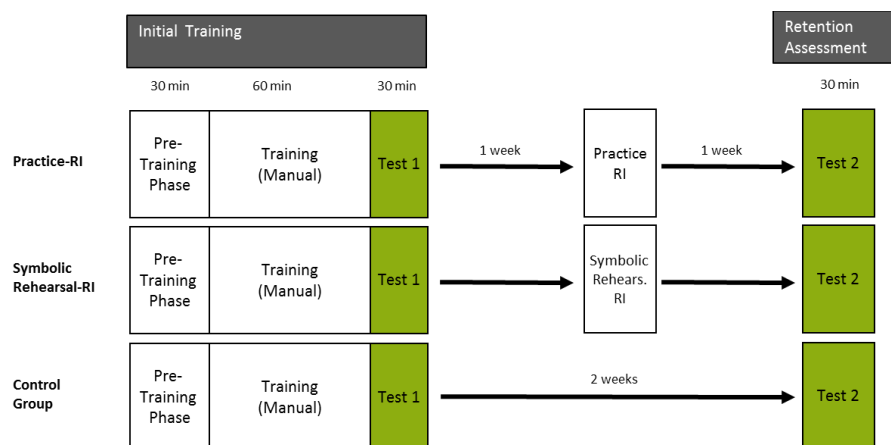 Initial Training
Retention
Assessment
30 min
60 min
30 min
30 min
Practice-RI
Pre-
Training
Phase
Training
(Manual)
Test 1
1 week
Practice
RI
1 week
Test 2
Symbolic
Rehearsal-RI
Pre-
Training
Phase
Training
(Manual)
Test 1
Symbolic
Rehears.
RI
Test 2
Control
Group
Pre-
Training
Phase
Training
(Manual)
Test 1
2 weeks
Test 2